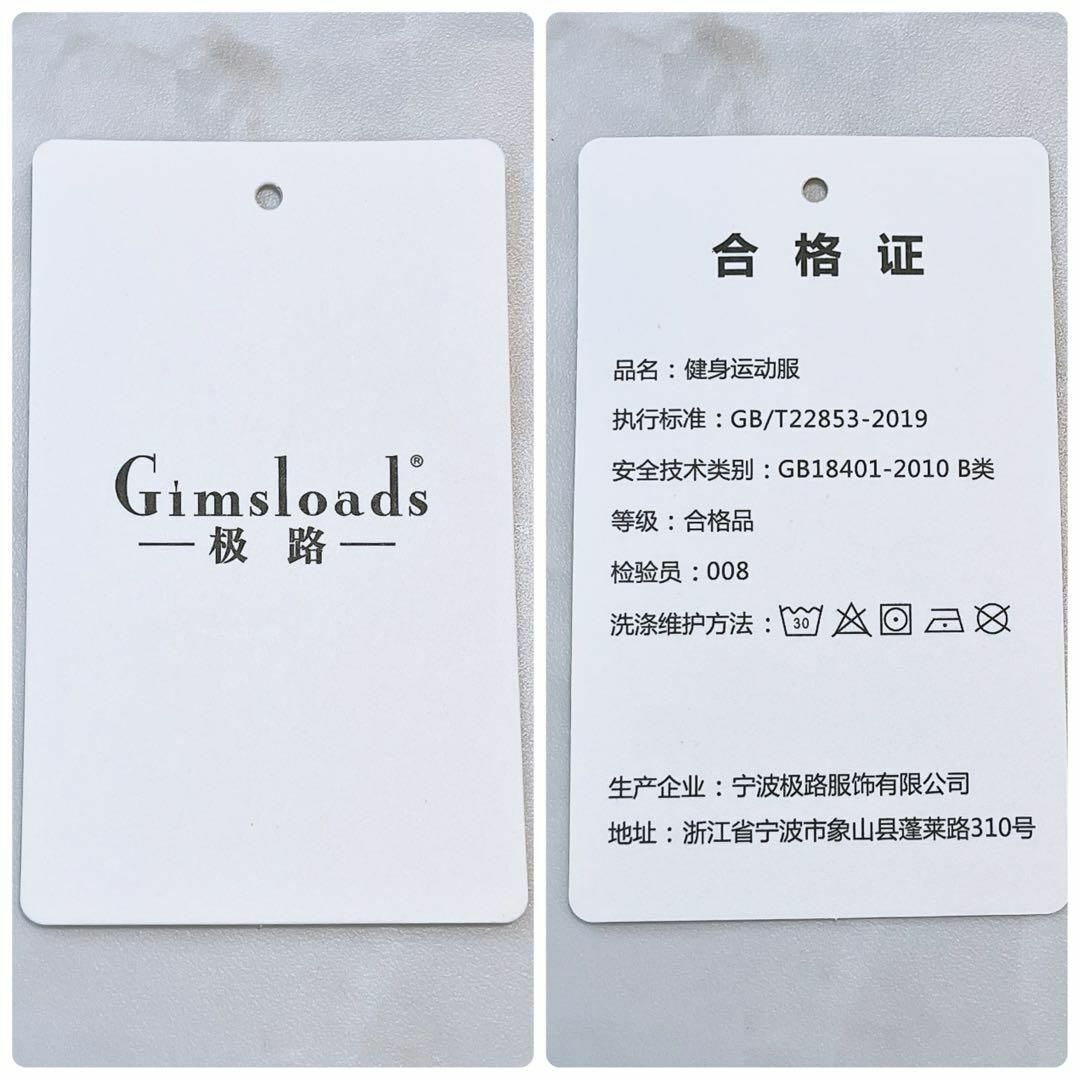 Gimsloads®
极路
合格证
品名：健身运动服
执行标准：GB/T22853-2019
安全技术类别：GB18401-2010 B类
等级：合格品
检验员：008
洗涤维护方法：30
生产企业：宁波极路服饰有限公司
地址：浙江省宁波市象山县蓬莱路310号